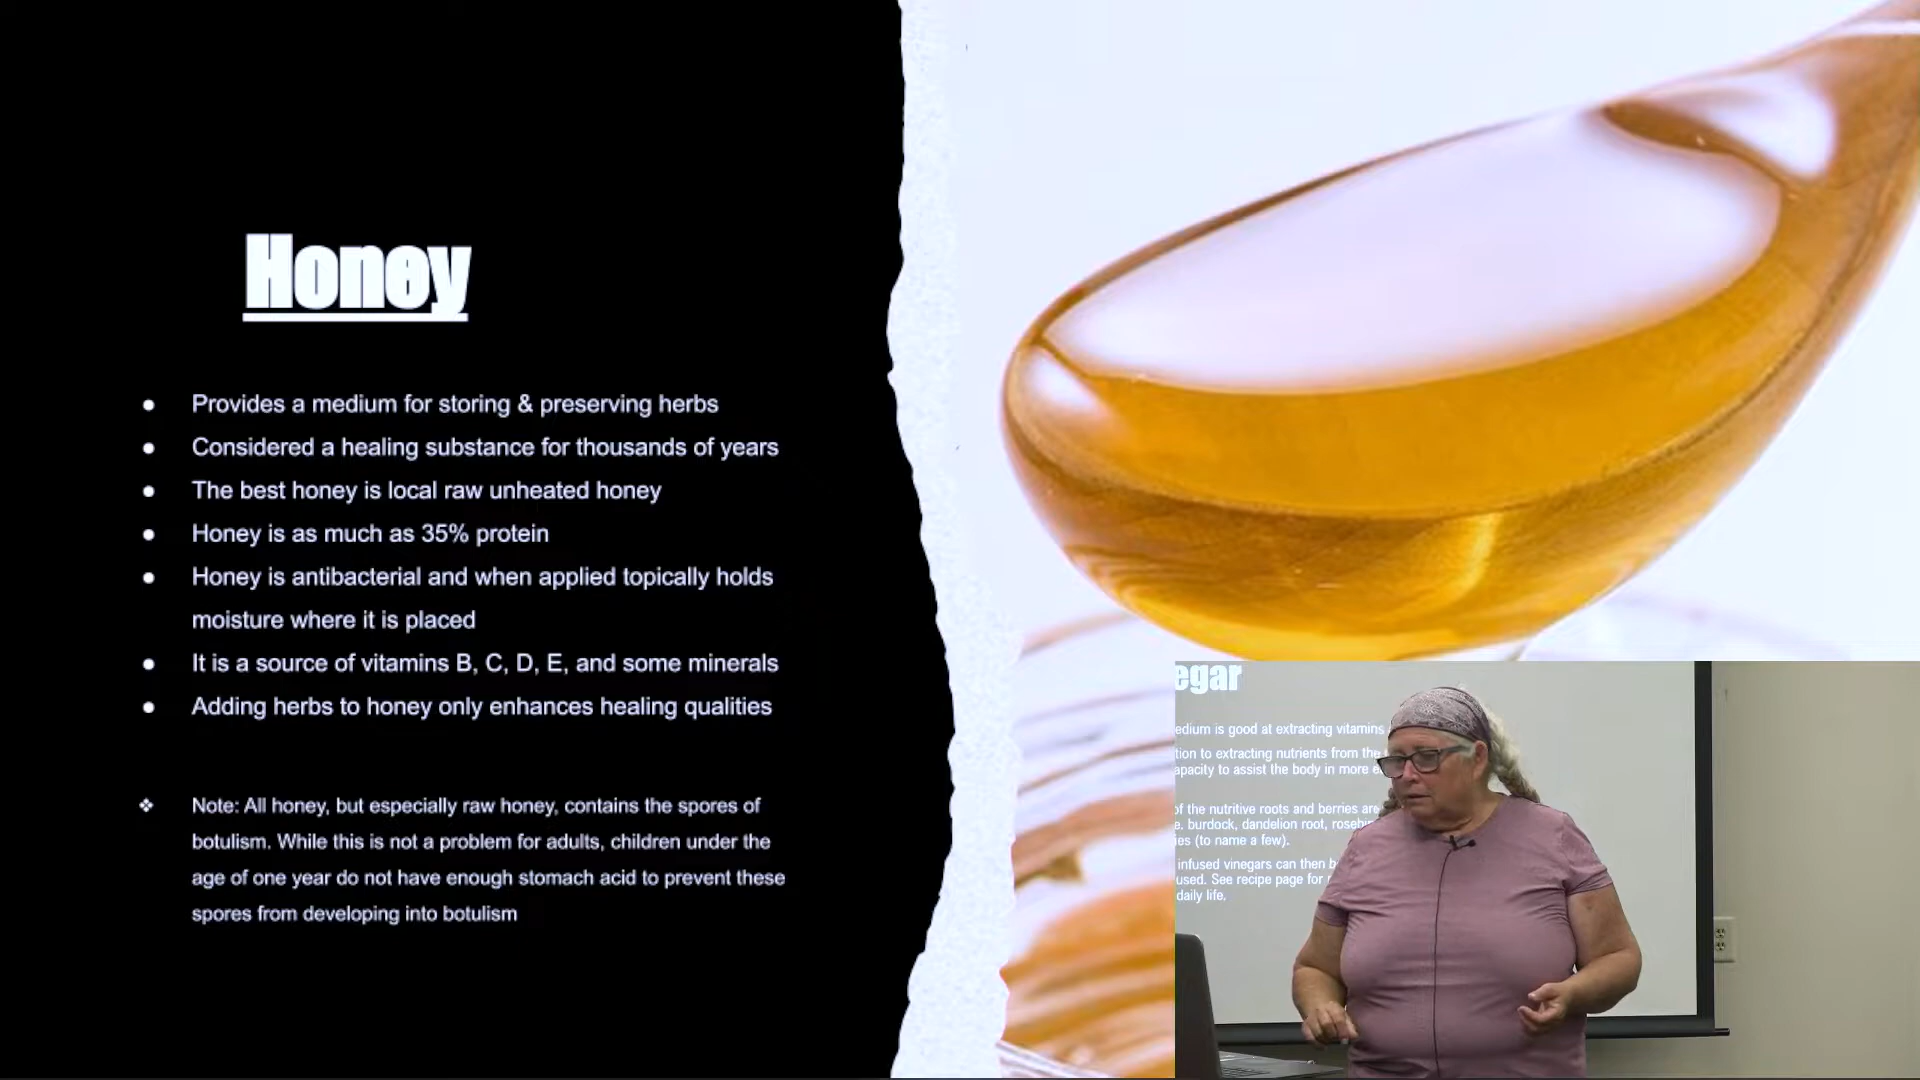 Honey
● Provides a medium for storing & preserving herbs
● Considered a healing substance for thousands of years
● The best honey is local raw unheated honey
● Honey is as much as 35% protein
● Honey is antibacterial and when applied topically holds
moisture where it is placed
● It is a source of vitamins B, C, D, E, and some minerals
● Adding herbs to honey only enhances healing qualities
❖ Note: All honey, but especially raw honey, contains the spores of
botulism. While this is not a problem for adults, children under the
age of one year do not have enough stomach acid to prevent these
spores from developing into botulism
egar
edium is good at extracting vitamins
tion to extracting nutrients from the
apacity to assist the body in more
of the nutritive roots and berries are
e. burdock, dandelion root,
ies (to name a few).
infused vinegars can then
used. See recipe page for
daily life.